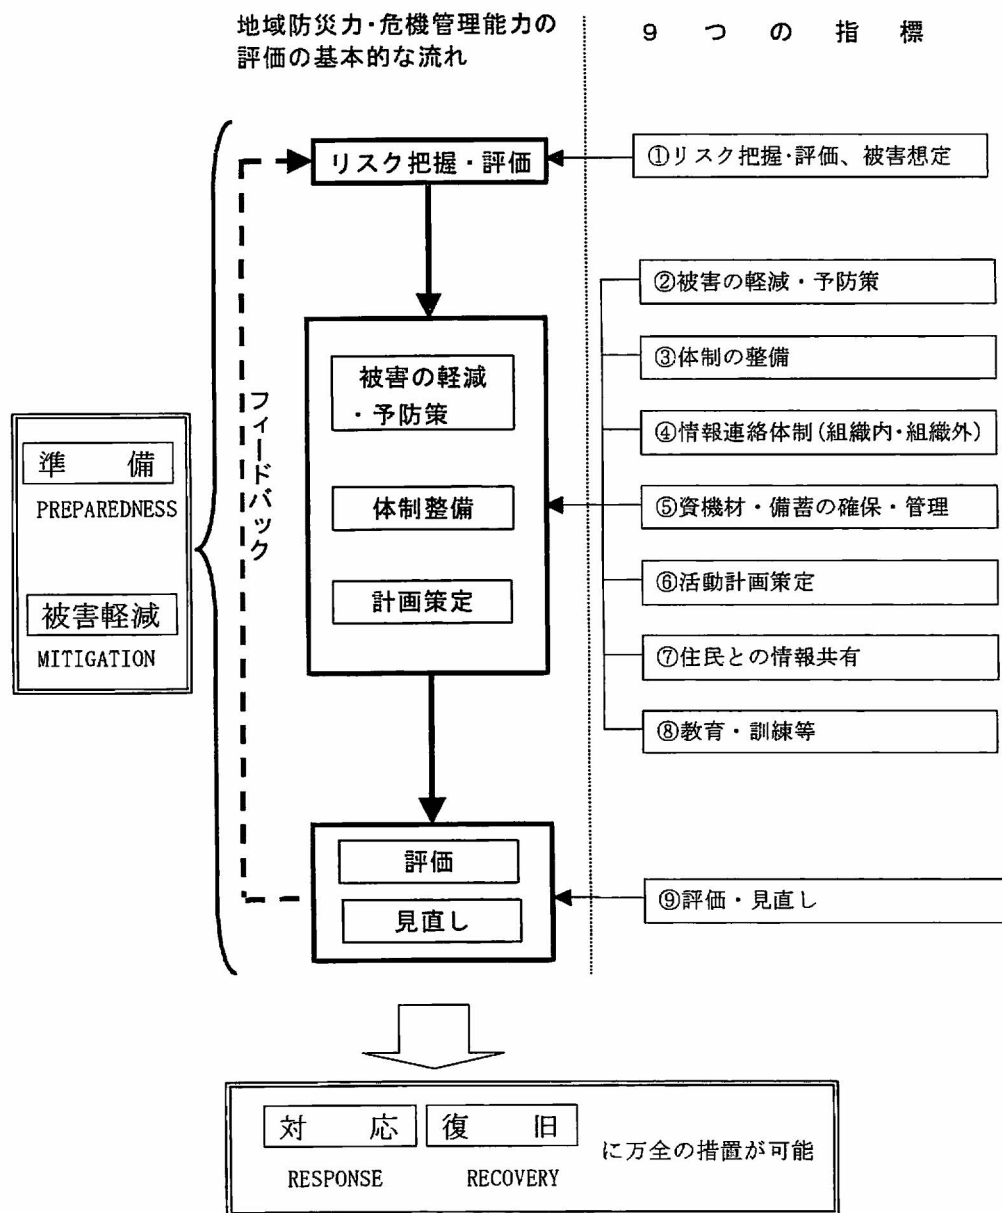 地域防災力・危機管理能力の
評価の基本的な流れ
９つの指標
リスク把握・評価
①リスク把握・評価、被害想定
②被害の軽減・予防策
③体制の整備
④情報連絡体制(組織内・組織外)
⑤資機材・備蓄の確保・管理
⑥活動計画策定
⑦住民との情報共有
⑧教育・訓練等
⑨評価・見直し
被害の軽減
・予防策
体制整備
計画策定
フィードバック
準備
PREPAREDNESS
被害軽減
MITIGATION
評価
見直し
対応
復旧
に万全の措置が可能
RESPONSE
RECOVERY